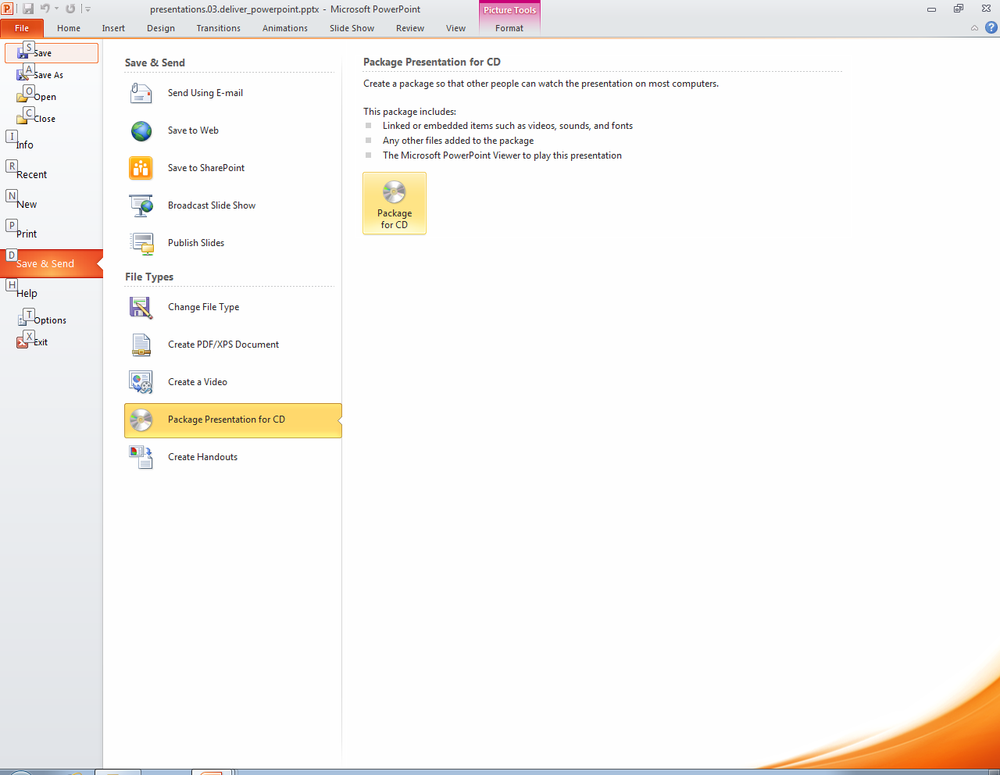 presentations.03.deliver_powerpoint.pptx - Microsoft PowerPoint
Picture Tools
File Home Insert Design Transitions Animations Slide Show Review View Format
S Save
A Save As
O Open
C Close
I Info
R Recent
N New
P Print
D Save & Send
H Help
T Options
X Exit
Save & Send
Send Using E-mail
Save to Web
Save to SharePoint
Broadcast Slide Show
Publish Slides
File Types
Change File Type
Create PDF/XPS Document
Create a Video
Package Presentation for CD
Create Handouts
Package Presentation for CD
Create a package so that other people can watch the presentation on most computers.
This package includes:
Linked or embedded items such as videos, sounds, and fonts
Any other files added to the package
The Microsoft PowerPoint Viewer to play this presentation
Package
for CD